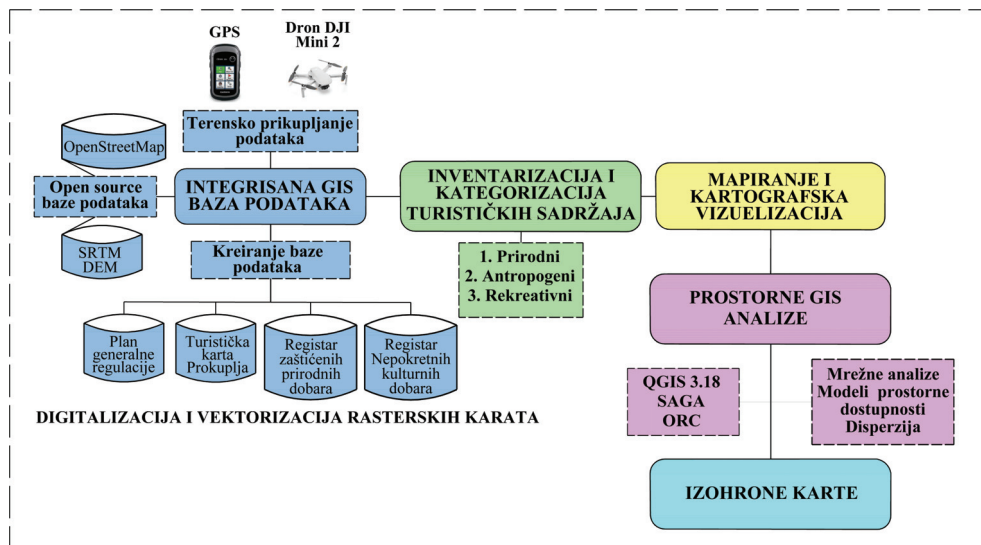 GPS
Dron DJI
Mini 2
Terensko prikupljanje
podataka
OpenStreetMap
Open source
baze podataka
SRTM
DEM
INTEGRISANA GIS
BAZA PODATAKA
Kreiranje baze
podataka
Plan
generalne
regulacije
Turistička
karta
Prokuplja
Registar
zaštićenih
prirodnih
dobara
Registar
Nepokretnih
kulturnih
dobara
DIGITALIZACIJA I VEKTORIZACIJA RASTERSKIH KARATA
INVENTARIZACIJA I
KATEGORIZACIJA
TURISTIČKIH SADRŽAJA
1. Prirodni
2. Antropogeni
3. Rekreativni
MAPIRANJE I
KARTOGRAFSKA
VIZUELIZACIJA
PROSTORNE GIS
ANALIZE
QGIS 3.18
SAGA
ORC
Mrežne analize
Modeli prostorne
dostupnosti
Disperzija
IZOHRONE KARTE